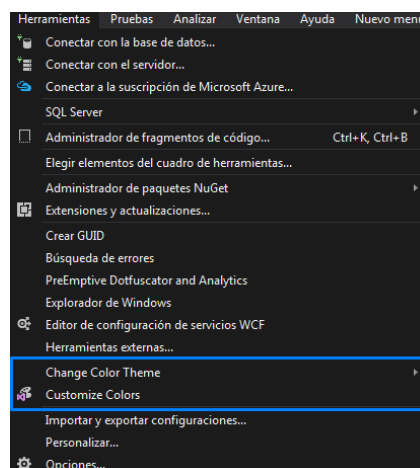 Herramientas Pruebas Analizar Ventana Ayuda Nuevo menú
Conectar con la base de datos...
Conectar con el servidor...
Conectar a la suscripción de Microsoft Azure...
SQL Server
Administrador de fragmentos de código... Ctrl+K, Ctrl+B
Elegir elementos del cuadro de herramientas...
Administrador de paquetes NuGet
Extensiones y actualizaciones...
Crear GUID
Búsqueda de errores
PreEmptive Dotfuscator and Analytics
Explorador de Windows
Editor de configuración de servicios WCF
Herramientas externas...
Change Color Theme
Customize Colors
Importar y exportar configuraciones...
Personalizar...
Opciones...